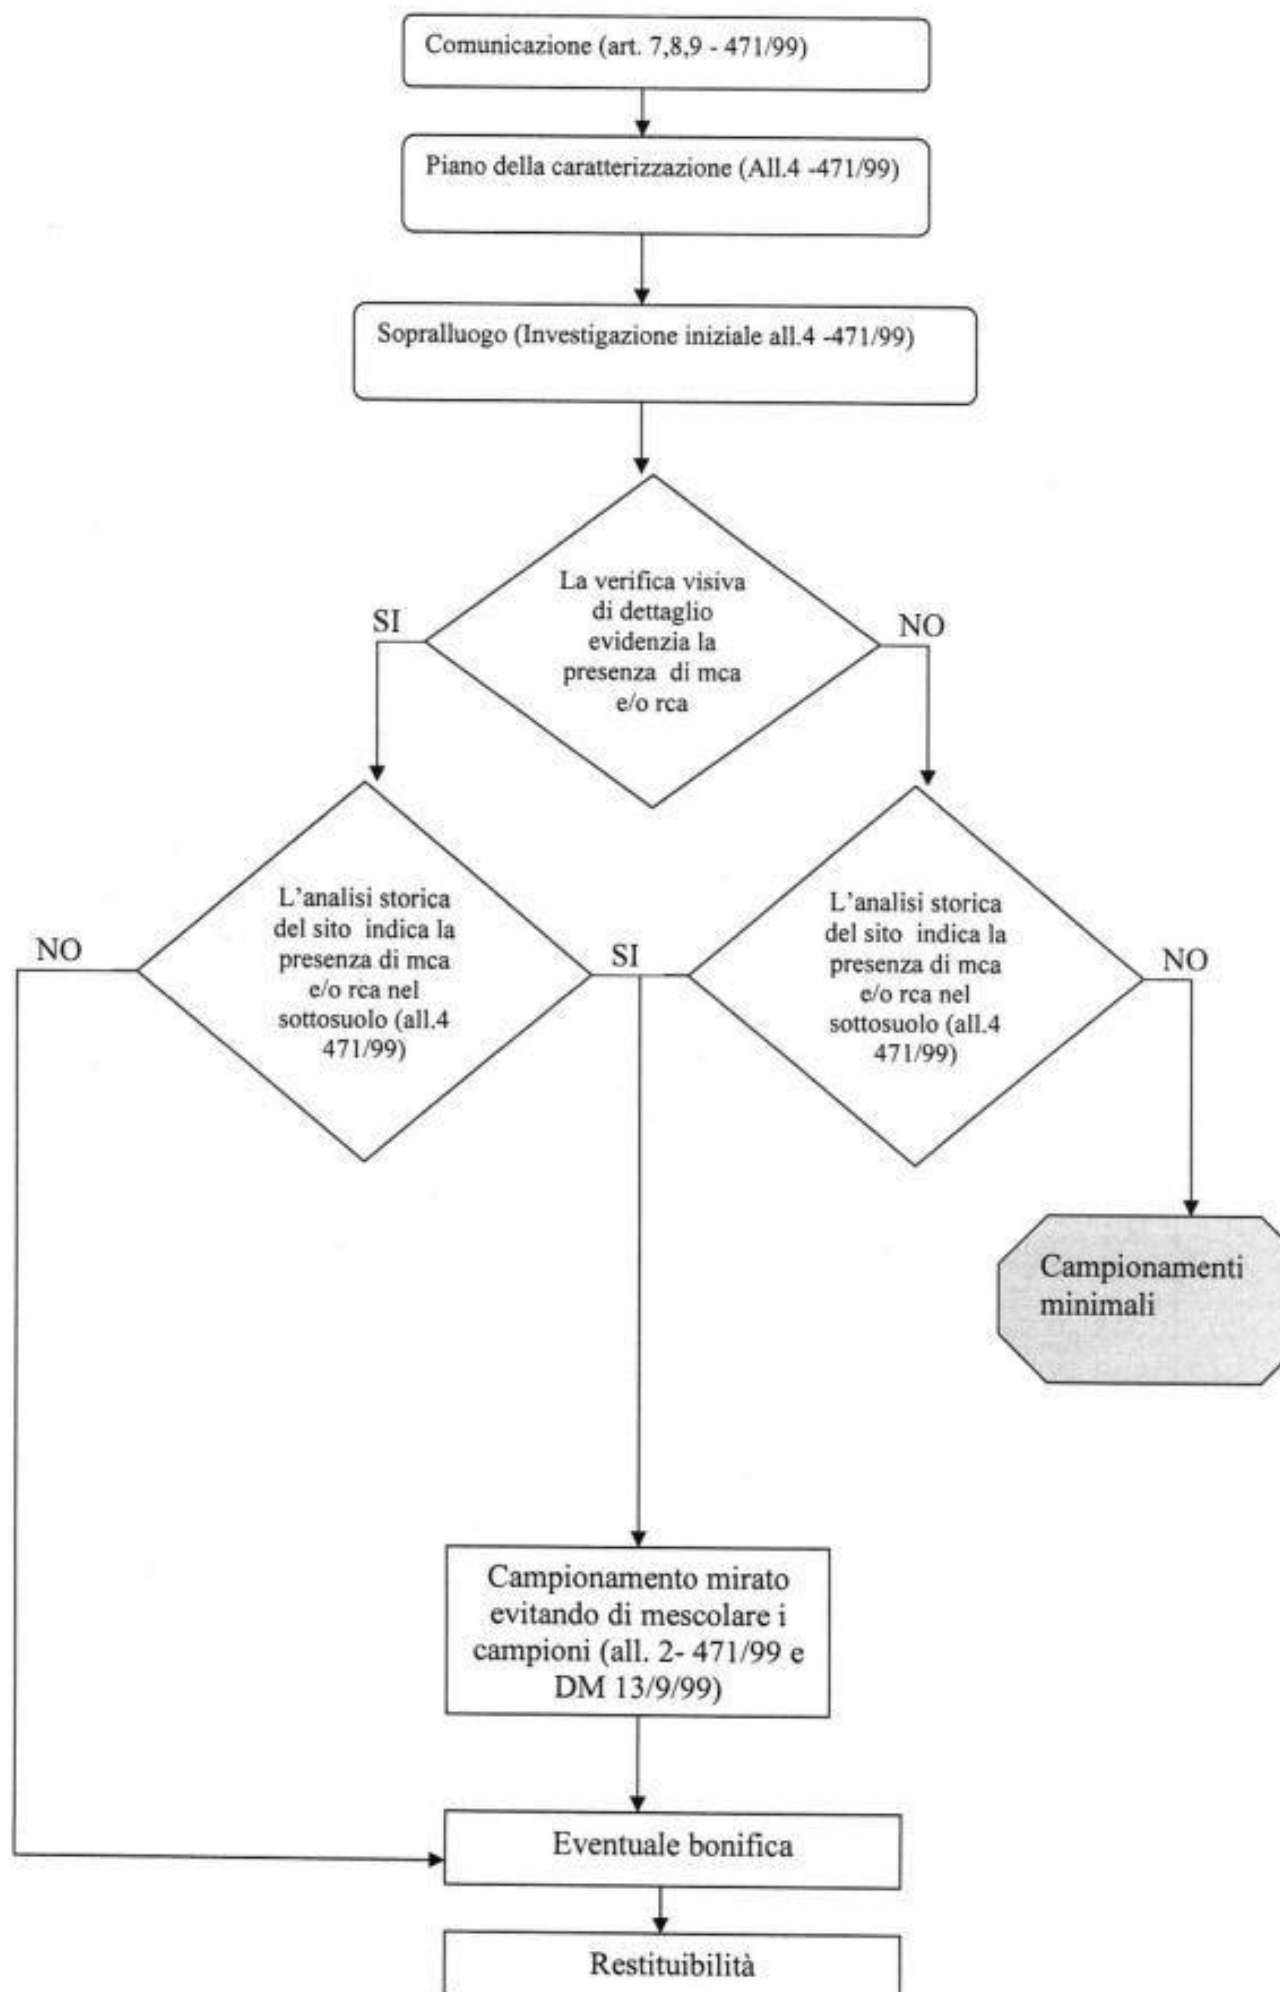 Comunicazione (art. 7,8,9 - 471/99)
Piano della caratterizzazione (All.4 -471/99)
Sopralluogo (Investigazione iniziale all.4 -471/99)
La verifica visiva
di dettaglio
evidenzia la
presenza di mca
e/o rca
SI
NO
L'analisi storica
del sito indica la
presenza di mca
e/o rca nel
sottosuolo (all.4
471/99)
NO
SI
L'analisi storica
del sito indica la
presenza di mca
e/o rca nel
sottosuolo (all.4
471/99)
NO
Campionamenti
minimali
Campionamento mirato
evitando di mescolare i
campioni (all. 2- 471/99 e
DM 13/9/99)
Eventuale bonifica
Restituibilità